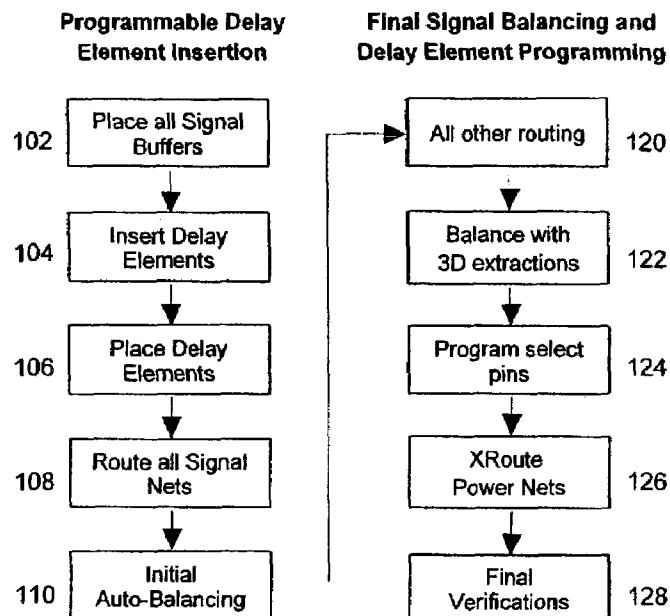 Programmable Delay
Element Insertion
102
Place all Signal
Buffers
104
Insert Delay
Elements
106
Place Delay
Elements
108
Route all Signal
Nets
110
Initial
Auto-Balancing
Final Signal Balancing and
Delay Element Programming
All other routing
120
Balance with
3D extractions
122
Program select
pins
124
XRoute
Power Nets
126
Final
Verifications
128